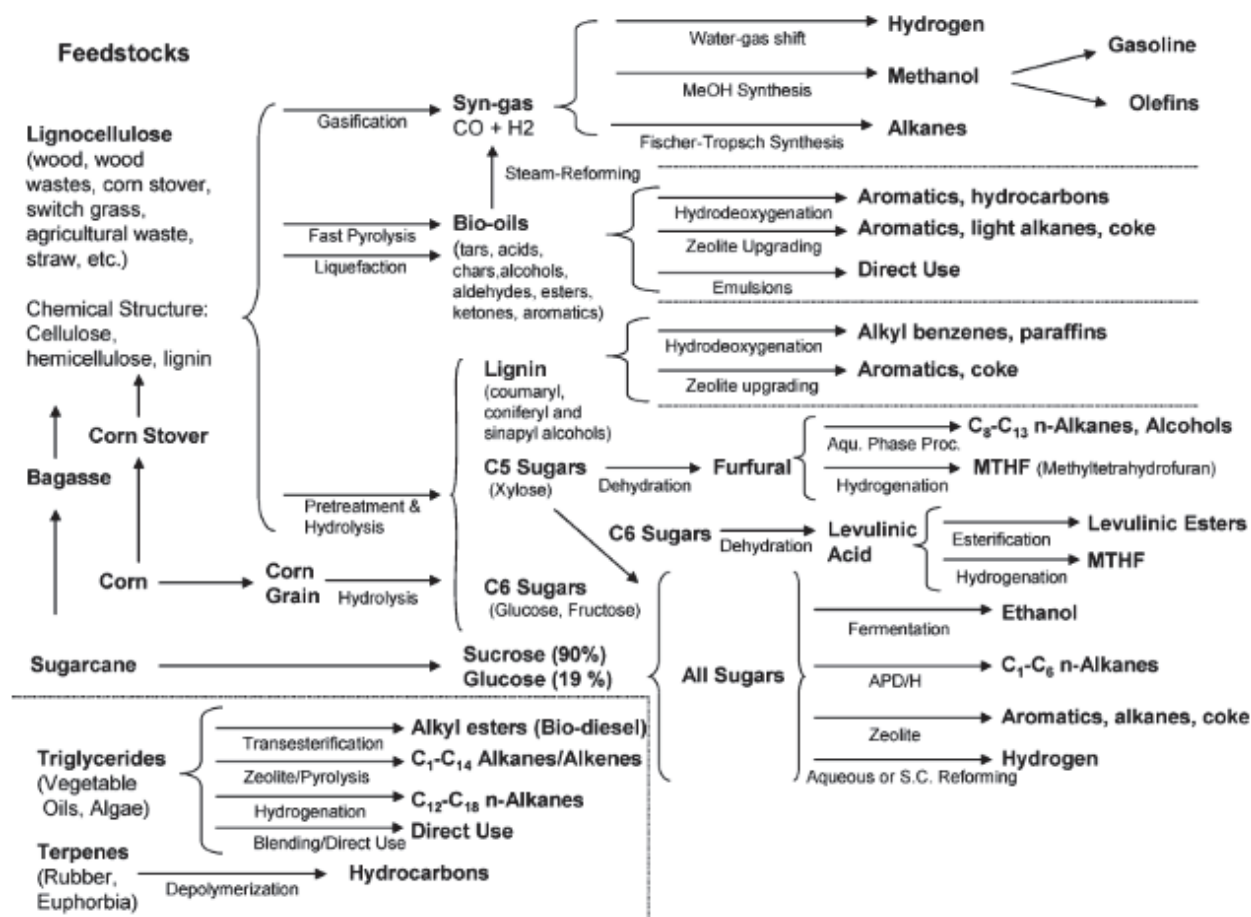 Feedstocks
Lignocellulose
(wood, wood
wastes, corn stover,
switch grass,
agricultural waste,
straw, etc.)
Chemical Structure:
Cellulose,
hemicellulose, lignin
Corn Stover
Bagasse
Corn
Corn
Grain
Sugarcane
Gasification
Fast Pyrolysis
Liquefaction
Pretreatment &
Hydrolysis
Hydrolysis
Syn-gas
CO + H2
Steam-Reforming
Bio-oils
(tars, acids,
chars,alcohols,
aldehydes, esters,
ketones, aromatics)
Lignin
(coumaryl,
coniferyl and
sinapyl alcohols)
C5 Sugars
(Xylose)
C6 Sugars
(Glucose, Fructose)
Sucrose (90%)
Glucose (19 %)
Water-gas shift
Hydrogen
MeOH Synthesis
Methanol
Gasoline
Olefins
Fischer-Tropsch Synthesis
Alkanes
Hydrodeoxygenation
Aromatics, hydrocarbons
Zeolite Upgrading
Aromatics, light alkanes, coke
Emulsions
Direct Use
Hydrodeoxygenation
Alkyl benzenes, paraffins
Zeolite upgrading
Aromatics, coke
Dehydration
Furfural
Aqu. Phase Proc.
C8-C13 n-Alkanes, Alcohols
Hydrogenation
MTHF (Methyltetrahydrofuran)
C6 Sugars
Dehydration
Levulinic
Acid
Esterification
Levulinic Esters
Hydrogenation
MTHF
All Sugars
Fermentation
Ethanol
APD/H
C1-C6 n-Alkanes
Zeolite
Aromatics, alkanes, coke
Aqueous or S.C. Reforming
Hydrogen
Triglycerides
(Vegetable
Oils, Algae)
Transesterification
Alkyl esters (Bio-diesel)
Zeolite/Pyrolysis
C1-C14 Alkanes/Alkenes
Hydrogenation
C12-C18 n-Alkanes
Blending/Direct Use
Direct Use
Terpenes
(Rubber,
Euphorbia)
Depolymerization
Hydrocarbons